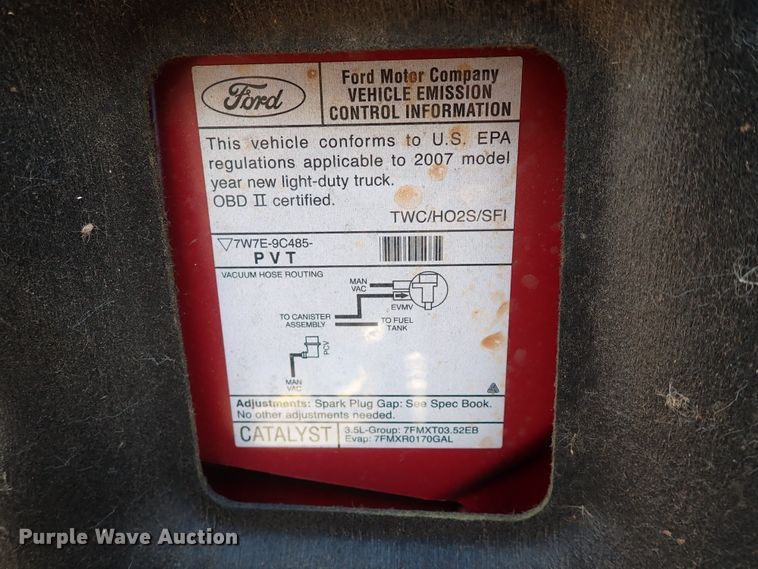 Ford
Ford Motor Company
VEHICLE EMISSION
CONTROL INFORMATION
This vehicle conforms to U.S. EPA
regulations applicable to 2007 model
year new light-duty truck.
OBD II certified.
TWC/HO2S/SFI
7W7E-9C485-
PVT
VACUUM HOSE ROUTING
MAN
VAC
EVMV
TO CANISTER
ASSEMBLY
TO FUEL
TANK
PCV
MAN
VAC
Adjustments: Spark Plug Gap: See Spec Book.
No other adjustments needed.
CATALYST
3.5L-Group: 7FMXT03.52EB
Evap: 7FMXR0170GAL
Purple Wave Auction®